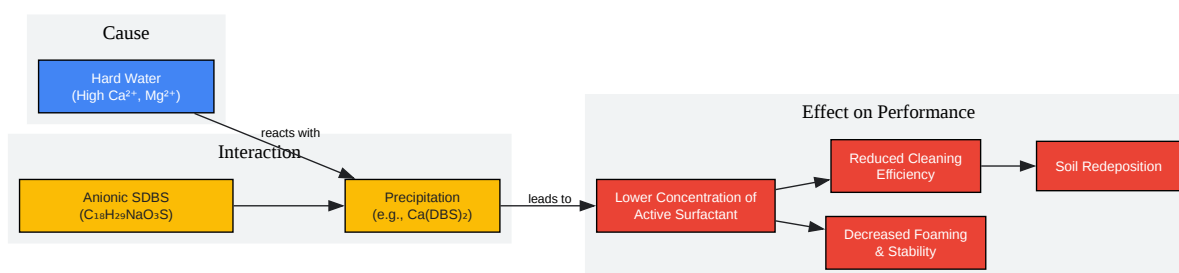 Cause
Hard Water
(High Ca²⁺, Mg²⁺)
reacts with
Interaction
Anionic SDBS
(C₁₈H₂₉NaO₃S)
Precipitation
(e.g., Ca(DBS)₂)
leads to
Effect on Performance
Lower Concentration of
Active Surfactant
Reduced Cleaning
Efficiency
Soil Redeposition
Decreased Foaming
& Stability